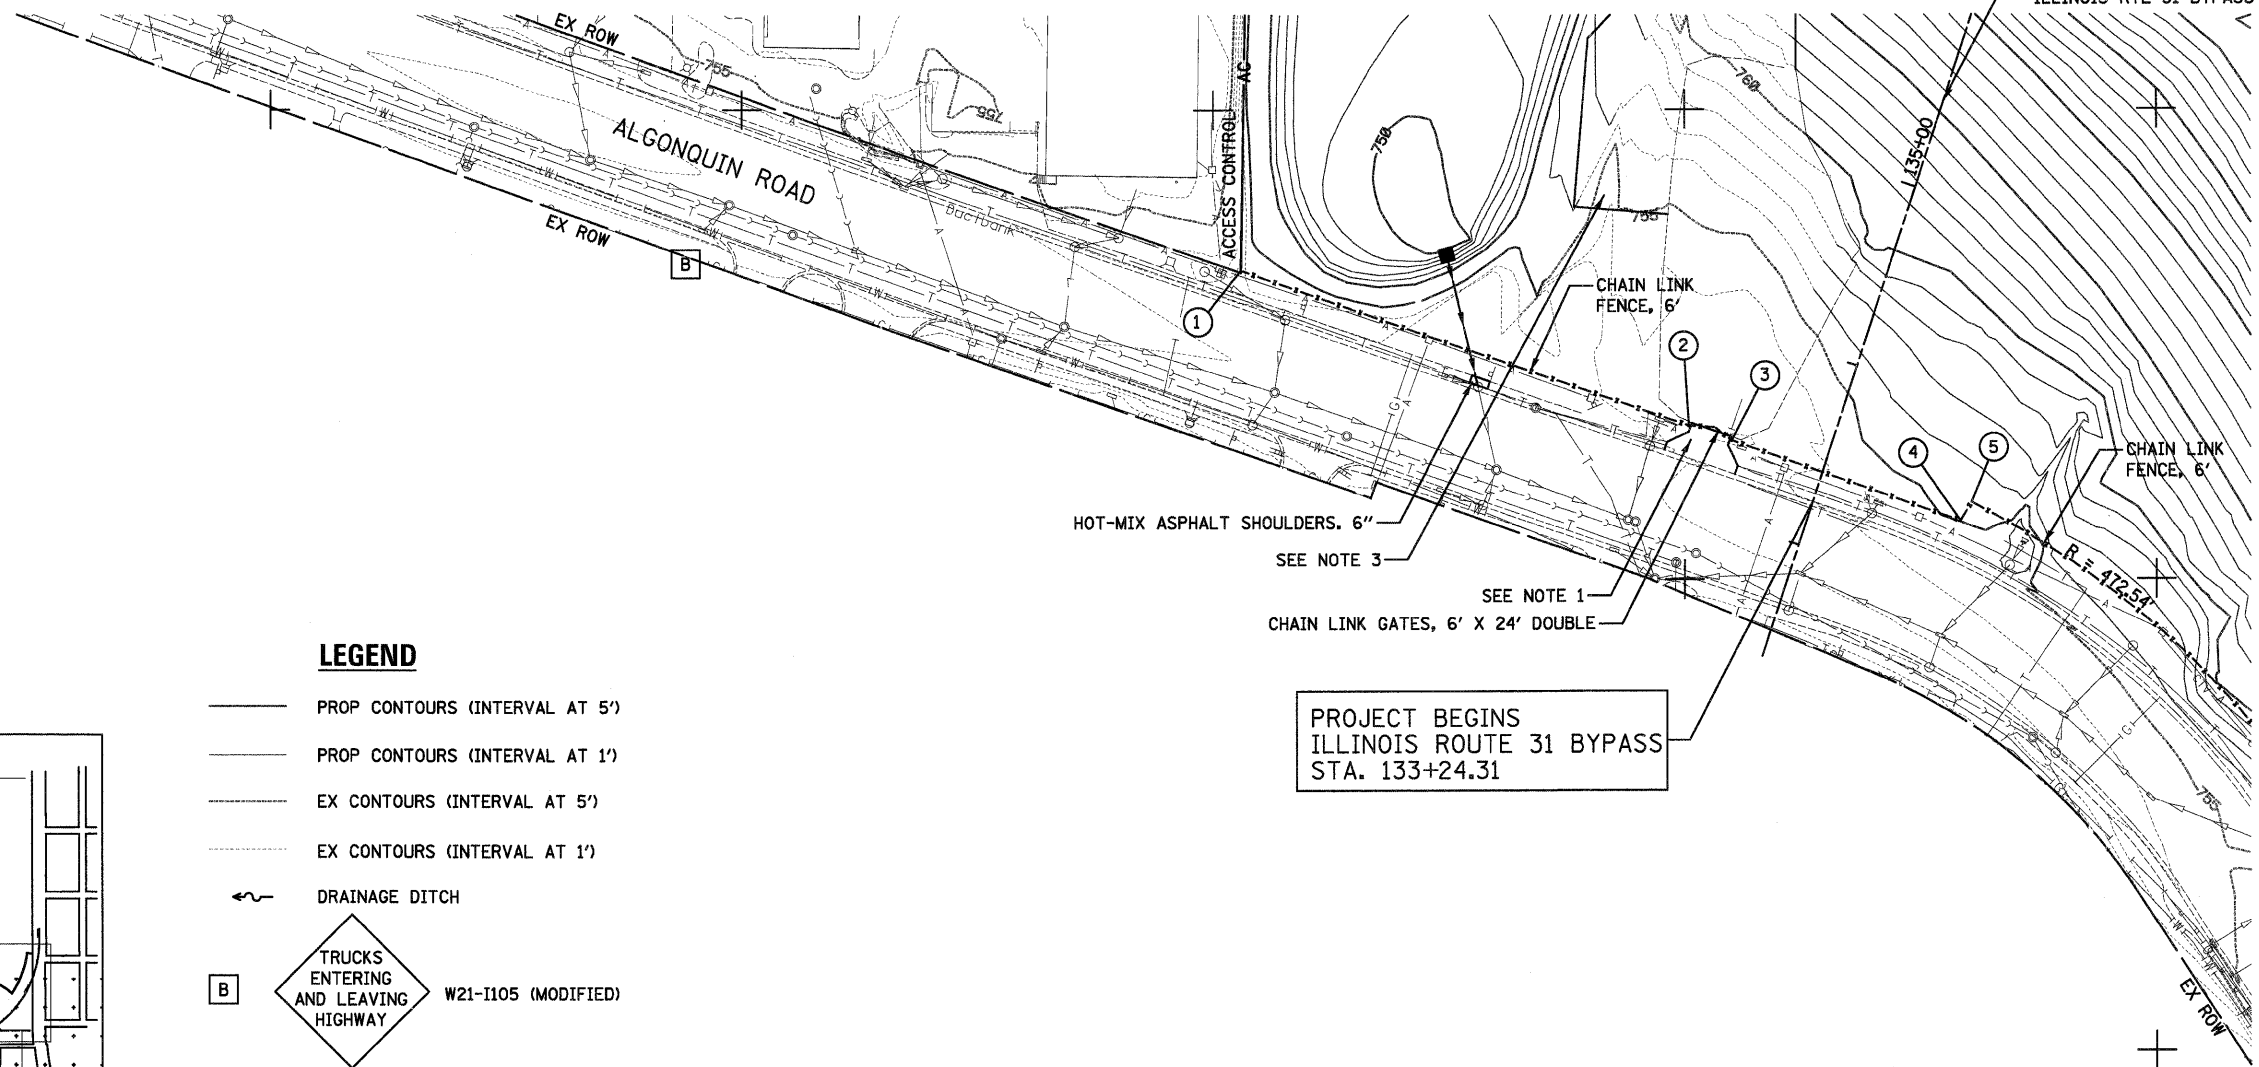 EX ROW
755
755
ALGONQUIN ROAD
EX ROW
B
Duct bank
ACCESS CONTROL
AC
750
760
755
135+00
CHAIN LINK
FENCE, 6'
1
2
3
4
5
CHAIN LINK
FENCE, 6'
R = 472.54'
HOT-MIX ASPHALT SHOULDERS. 6"
SEE NOTE 3
SEE NOTE 1
CHAIN LINK GATES, 6' X 24' DOUBLE
PROJECT BEGINS
ILLINOIS ROUTE 31 BYPASS
STA. 133+24.31
755
EX ROW
LEGEND
PROP CONTOURS (INTERVAL AT 5')
PROP CONTOURS (INTERVAL AT 1')
EX CONTOURS (INTERVAL AT 5')
EX CONTOURS (INTERVAL AT 1')
DRAINAGE DITCH
B
TRUCKS
ENTERING
AND LEAVING
HIGHWAY
W21-I105 (MODIFIED)